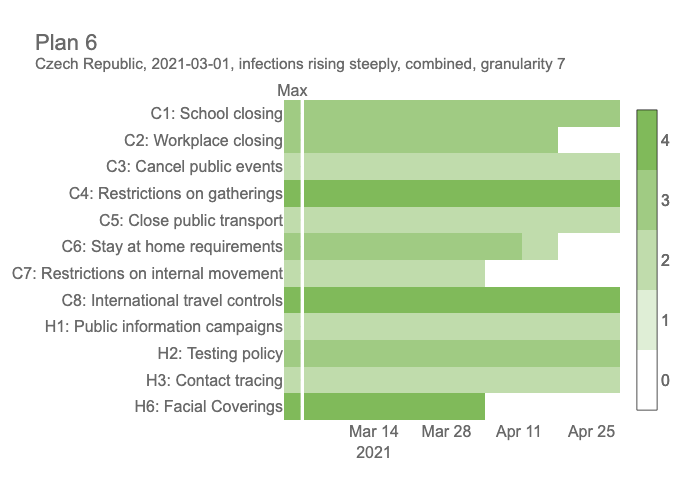 Plan 6
Czech Republic, 2021-03-01, infections rising steeply, combined, granularity 7
Max
C1: School closing
C2: Workplace closing
C3: Cancel public events
C4: Restrictions on gatherings
C5: Close public transport
C6: Stay at home requirements
C7: Restrictions on internal movement
C8: International travel controls
H1: Public information campaigns
H2: Testing policy
H3: Contact tracing
H6: Facial Coverings
Mar 14 Mar 28 Apr 11 Apr 25
2021
4
3
2
1
0